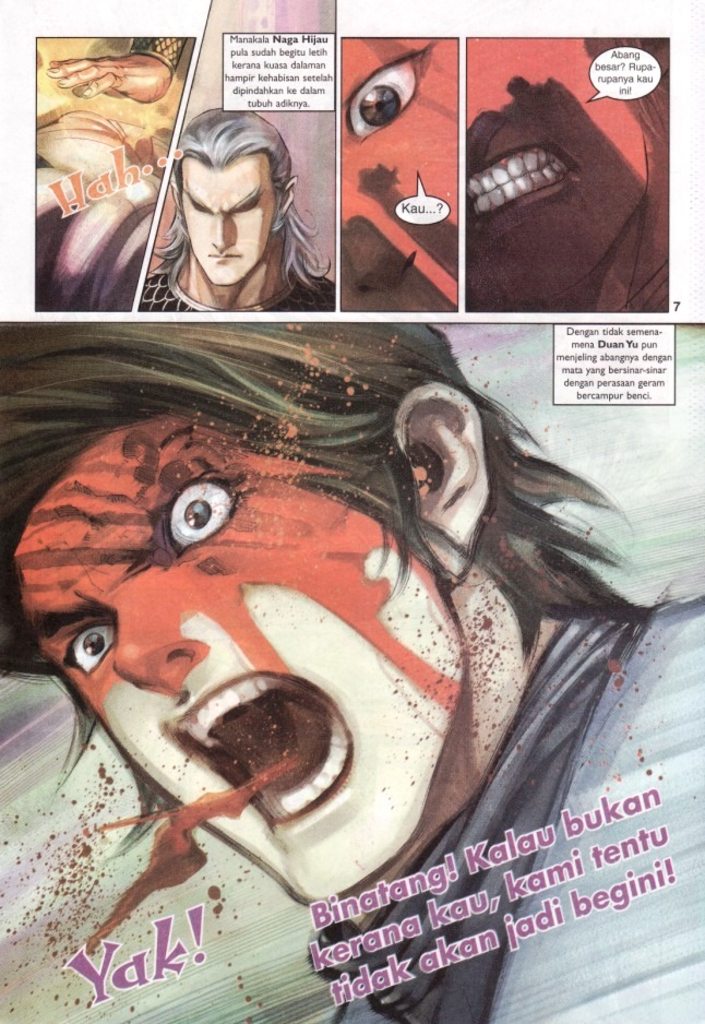 Manakala Naga Hijau
pula sudah begitu letih
kerana kuasa dalaman
hampir kehabisan setelah
dipindahkan ke dalam
tubuh adiknya.
Hah...
Kau...?
Abang
besar? Rupa-
rupanya kau
ini!
7
Dengan tidak semena-
mena Duan Yu pun
menjeling abangnya dengan
mata yang bersinar-sinar
dengan perasaan geram
bercampur benci.
Binatang! Kalau bukan
kerana kau, kami tentu
tidak akan jadi begini!
Yak!